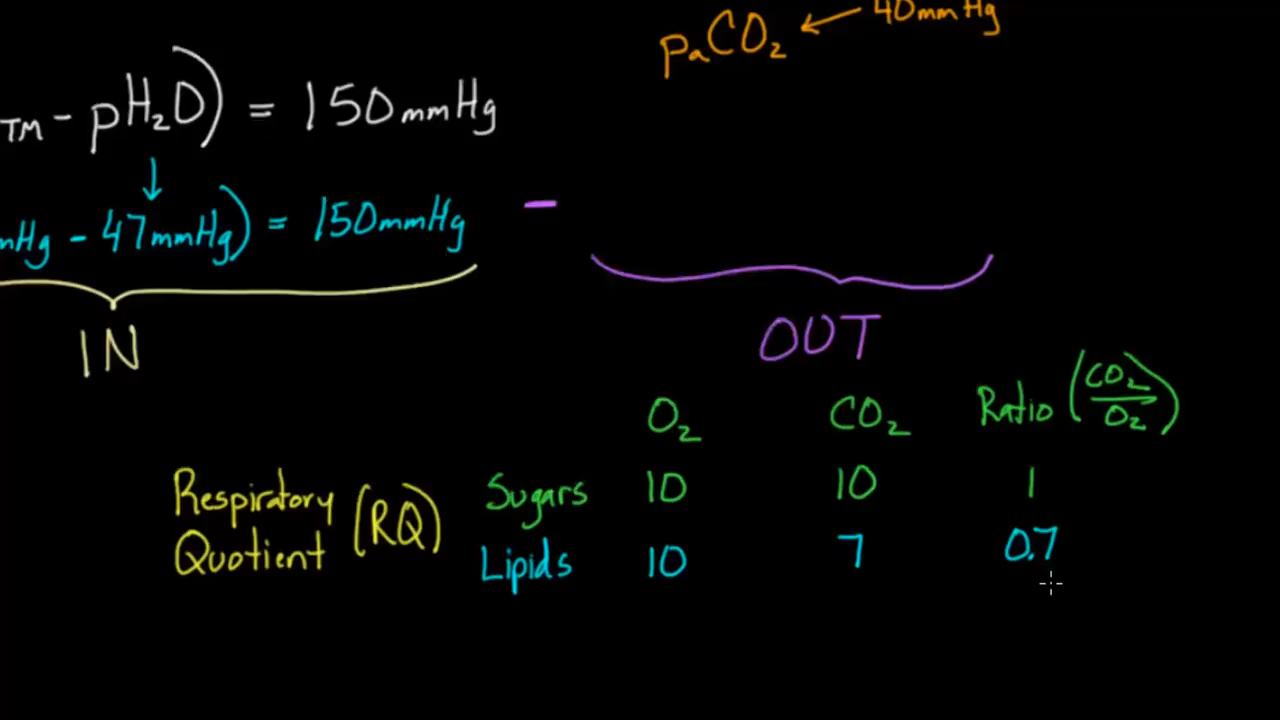 PaCO₂ ← 40mmHg
TM - pH₂O) = 150mmHg
mHg - 47mmHg) = 150mmHg -
IN
OUT
O₂ CO₂ Ratio (CO₂/O₂)
Respiratory Quotient (RQ)
Sugars 10 10 1
Lipids 10 7 0.7